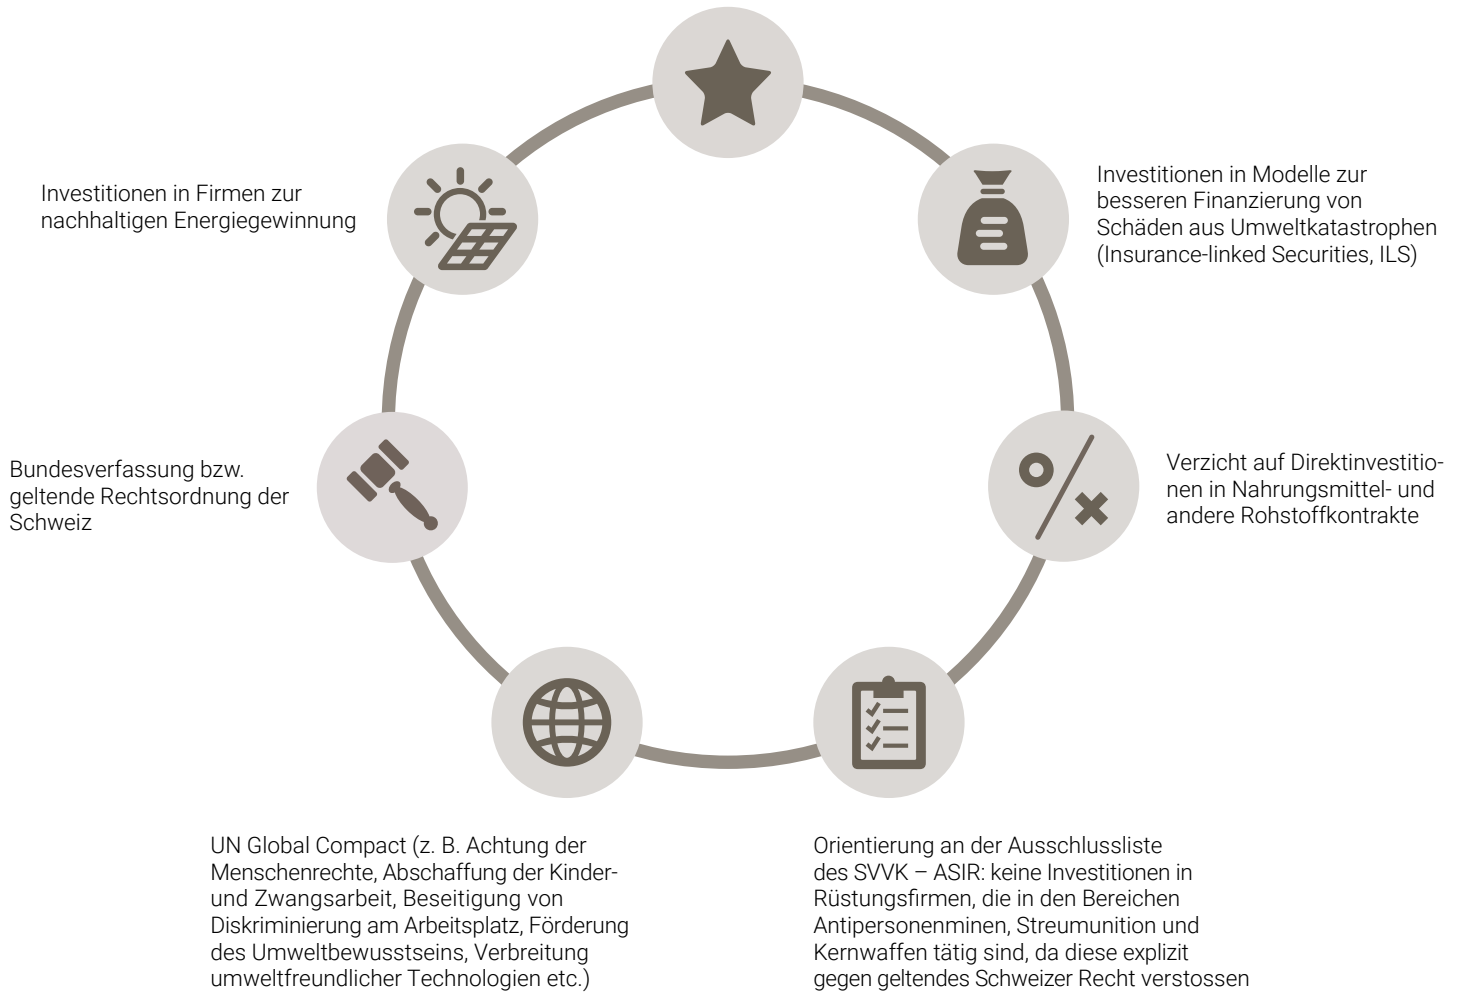 Investitionen in Firmen zur
nachhaltigen Energiegewinnung
Investitionen in Modelle zur
besseren Finanzierung von
Schäden aus Umweltkatastrophen
(Insurance-linked Securities, ILS)
Bundesverfassung bzw.
geltende Rechtsordnung der
Schweiz
Verzicht auf Direktinvestitio-
nen in Nahrungsmittel- und
andere Rohstoffkontrakte
UN Global Compact (z. B. Achtung der
Menschenrechte, Abschaffung der Kinder-
und Zwangsarbeit, Beseitigung von
Diskriminierung am Arbeitsplatz, Förderung
des Umweltbewusstseins, Verbreitung
umweltfreundlicher Technologien etc.)
Orientierung an der Ausschlussliste
des SVVK – ASIR: keine Investitionen in
Rüstungsfirmen, die in den Bereichen
Antipersonenminen, Streumunition und
Kernwaffen tätig sind, da diese explizit
gegen geltendes Schweizer Recht verstossen